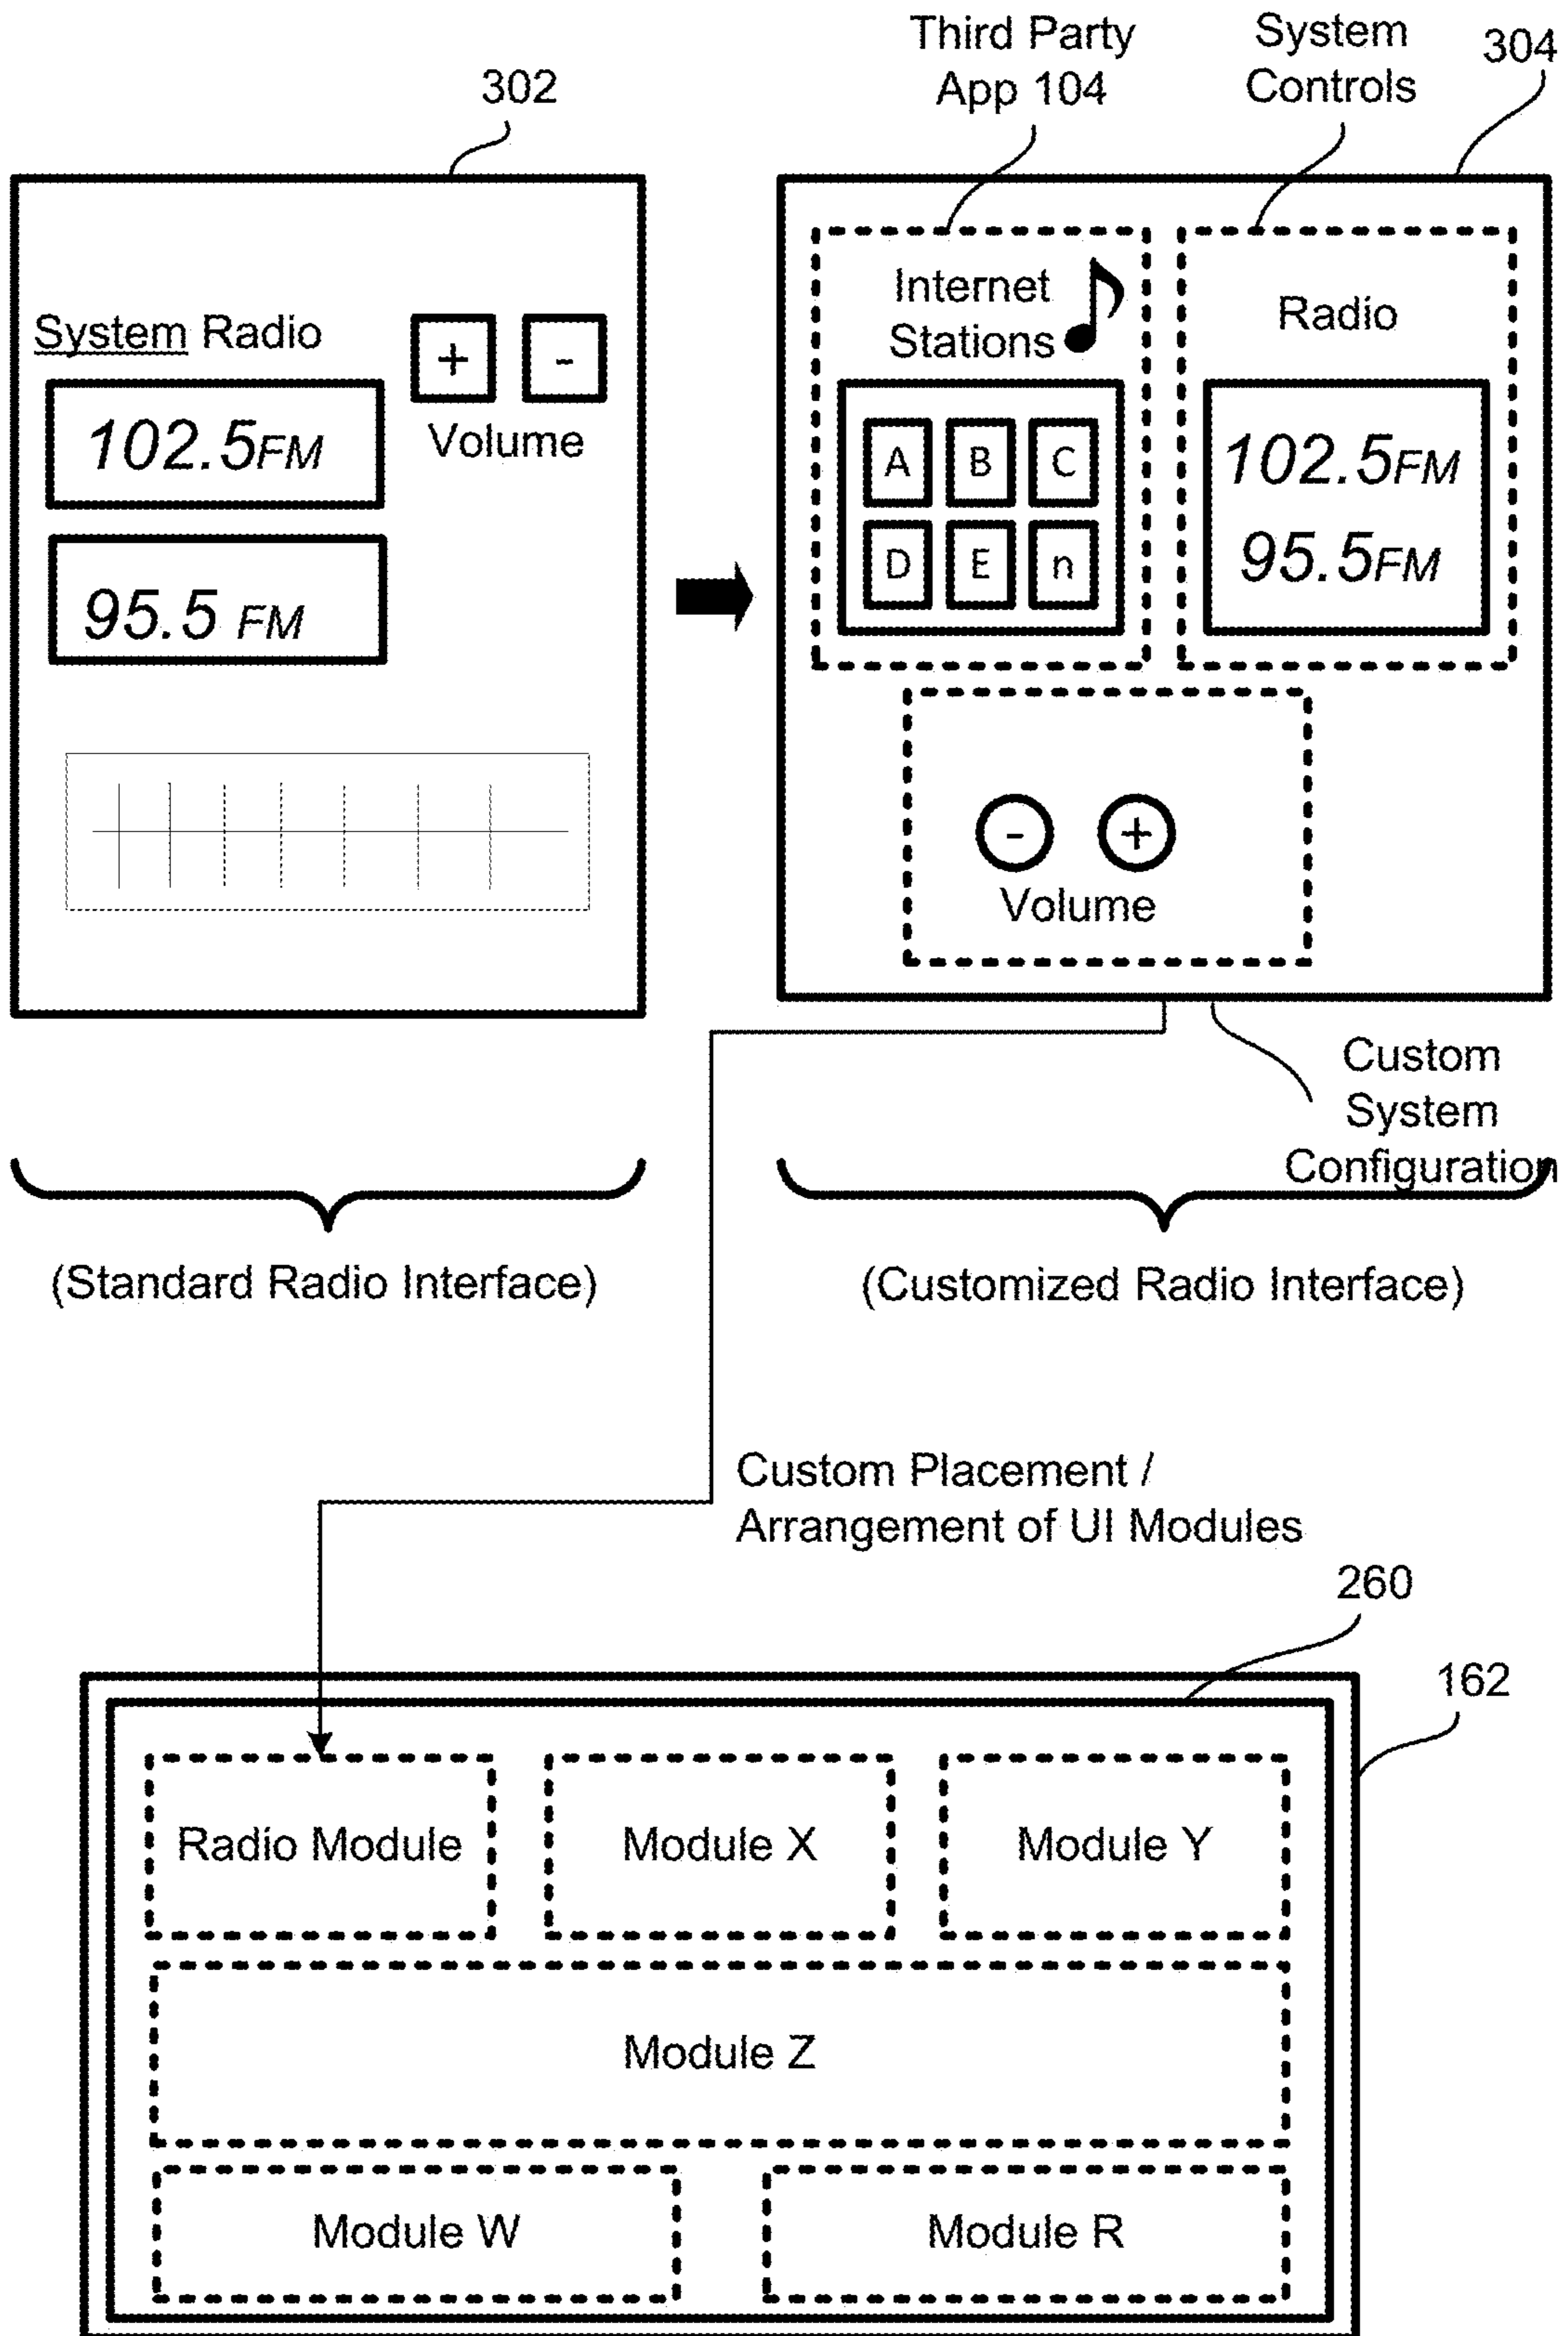 302
Third Party
App 104
System
Controls
304
System Radio
+ -
Volume
102.5FM
95.5 FM
Internet
Stations
A B C
D E n
Radio
102.5FM
95.5FM
- +
Volume
Custom
System
Configuration
(Standard Radio Interface)
(Customized Radio Interface)
Custom Placement /
Arrangement of UI Modules
260
162
Radio Module
Module X
Module Y
Module Z
Module W
Module R